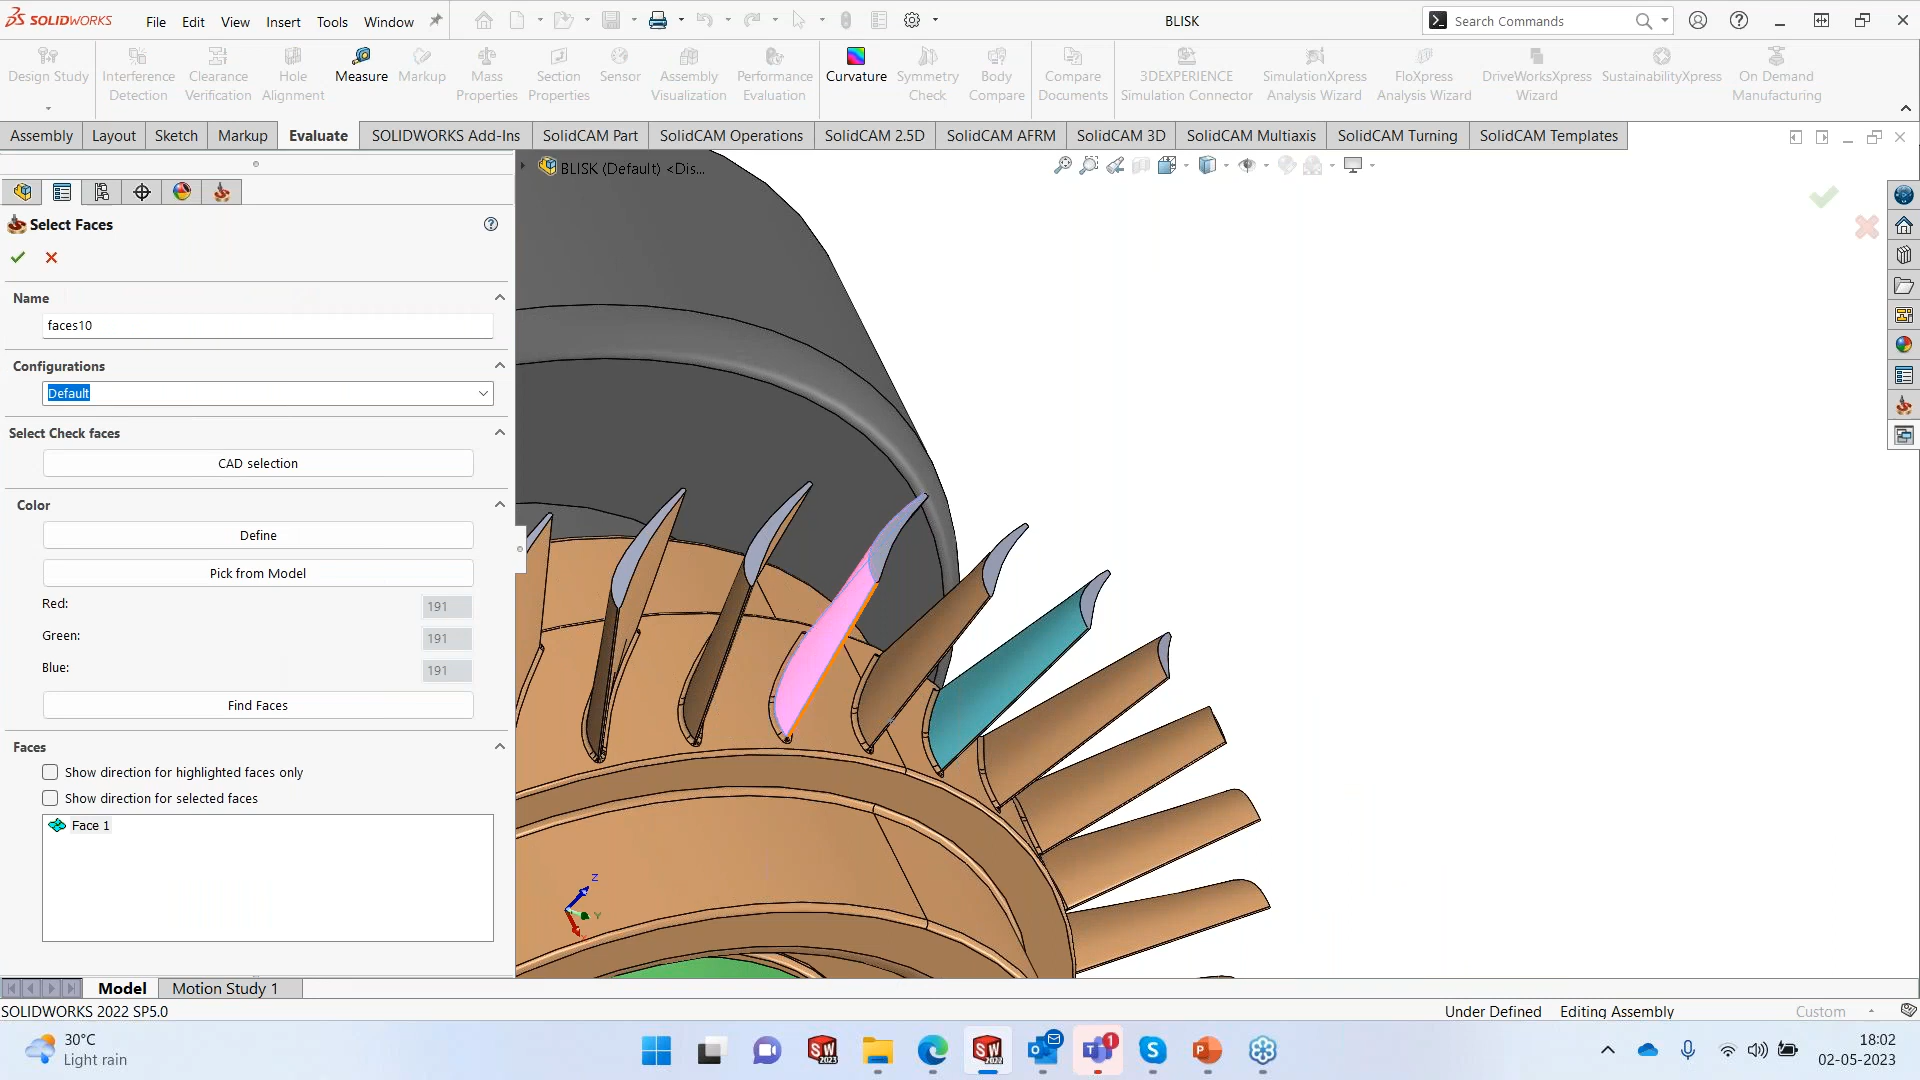 SOLIDWORKS File Edit View Insert Tools Window BLISK Search Commands
Design Study Interference Detection Clearance Verification Hole Alignment Measure Markup Mass Properties Section Properties Sensor Assembly Visualization Performance Evaluation Curvature Symmetry Check Body Compare Compare Documents 3DEXPERIENCE Simulation Connector SimulationXpress Analysis Wizard FloXpress Analysis Wizard DriveWorksXpress Wizard SustainabilityXpress On Demand Manufacturing
Assembly Layout Sketch Markup Evaluate SOLIDWORKS Add-Ins SolidCAM Part SolidCAM Operations SolidCAM 2.5D SolidCAM AFRM SolidCAM 3D SolidCAM Multiaxis SolidCAM Turning SolidCAM Templates
BLISK (Default) <Dis...
Select Faces
Name
faces10
Configurations
Default
Select Check faces
CAD selection
Color
Define
Pick from Model
Red: 191
Green: 191
Blue: 191
Find Faces
Faces
Show direction for highlighted faces only
Show direction for selected faces
Face 1
Z
Y
Model Motion Study 1
SOLIDWORKS 2022 SP5.0 Under Defined Editing Assembly Custom
30°C
Light rain
SW
2023
SW
2022
1
18:02
02-05-2023